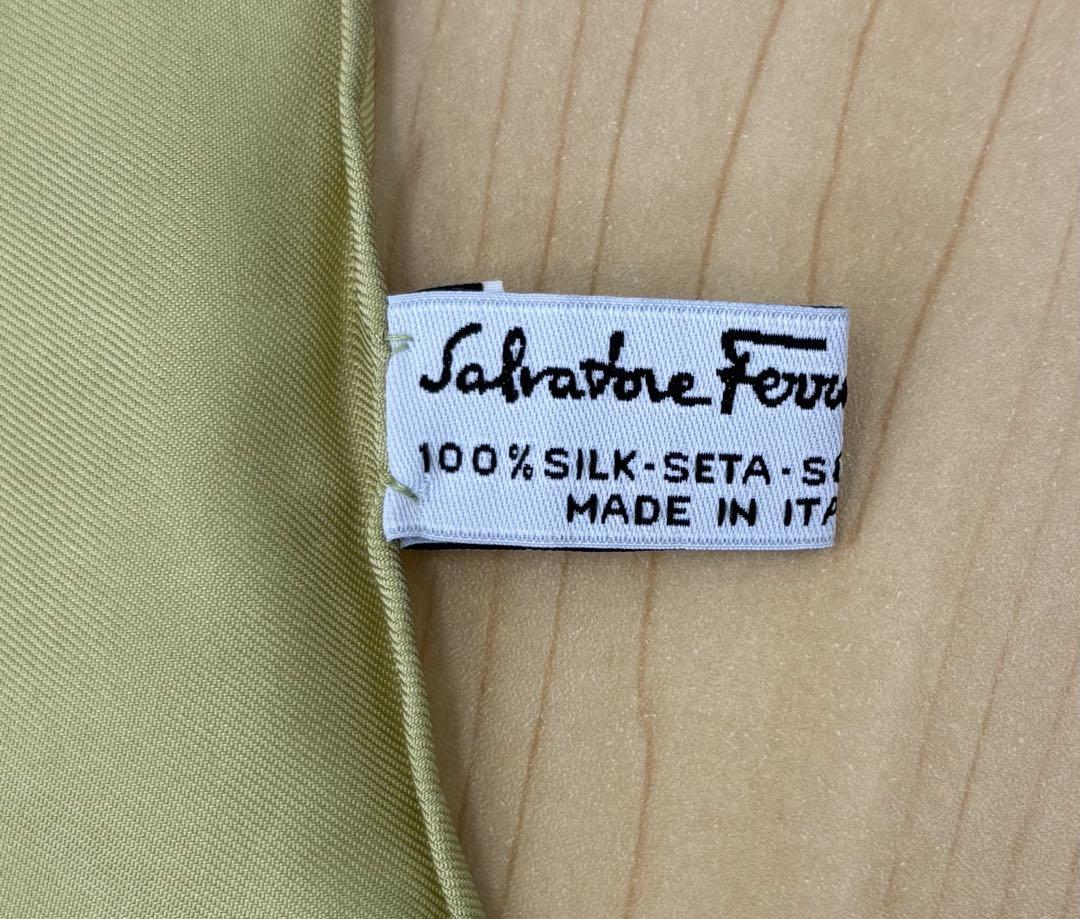 Salvatore Ferr
100% SILK-SETA-S
MADE IN ITA